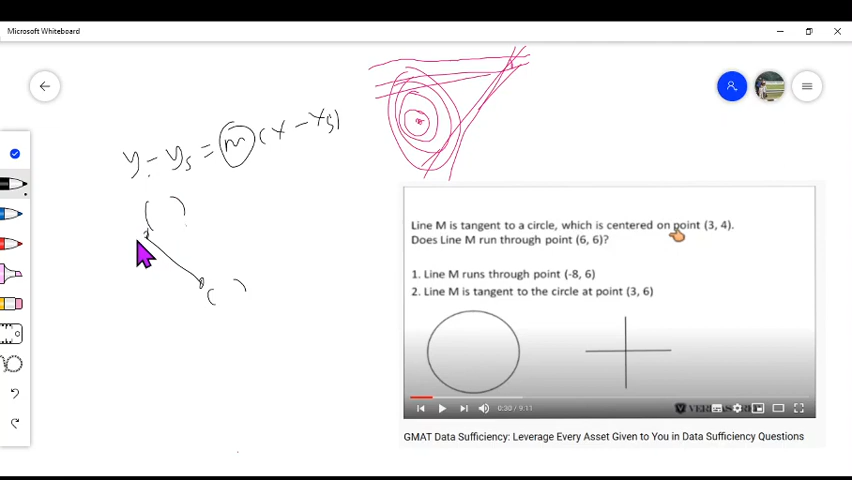 Microsoft Whiteboard
y - ys = m (x - xs)
( )
( )
Line M is tangent to a circle, which is centered on point (3, 4).
Does Line M run through point (6, 6)?
1. Line M runs through point (-8, 6)
2. Line M is tangent to the circle at point (3, 6)
0:30 / 9:11
GMAT Data Sufficiency: Leverage Every Asset Given to You in Data Sufficiency Questions